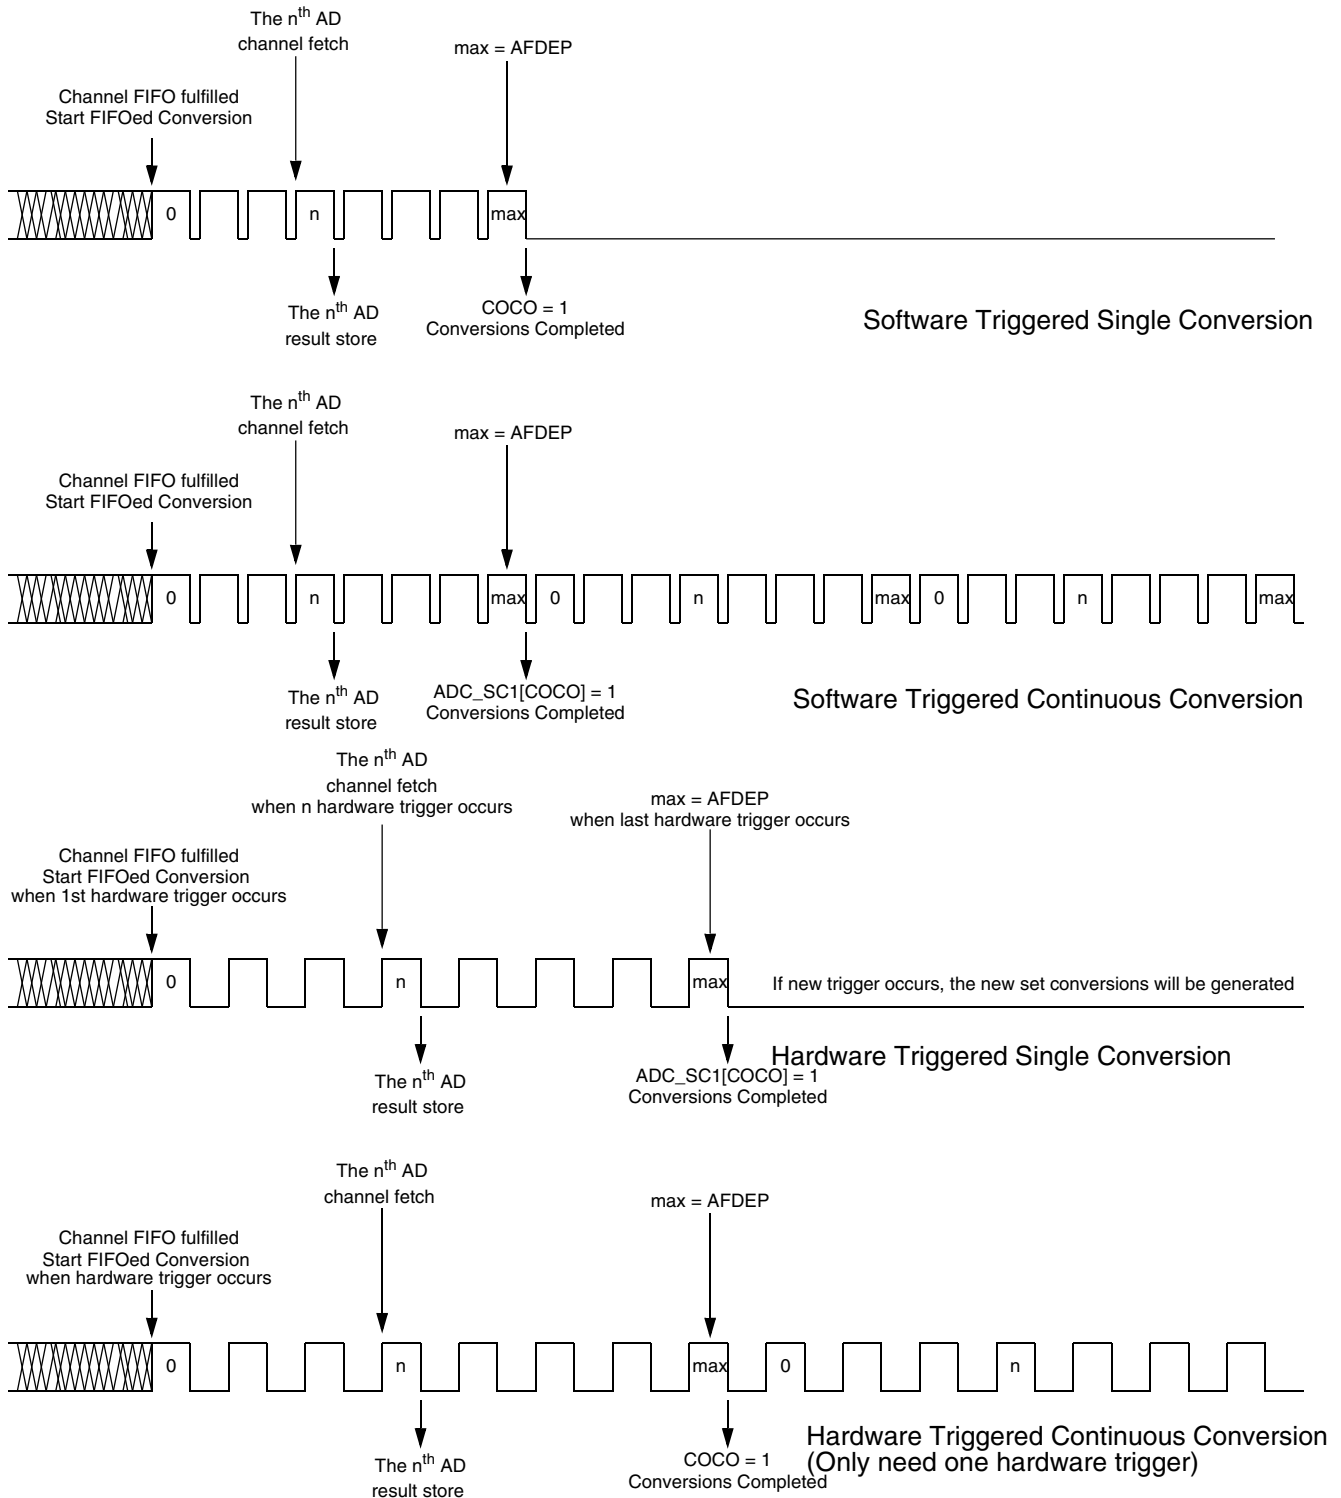 The nth AD
channel fetch
max = AFDEP
Channel FIFO fulfilled
Start FIFOed Conversion
0
n
max
The nth AD
result store
COCO = 1
Conversions Completed
Software Triggered Single Conversion
The nth AD
channel fetch
max = AFDEP
Channel FIFO fulfilled
Start FIFOed Conversion
0
n
max
0
n
max
0
n
max
The nth AD
result store
ADC_SC1[COCO] = 1
Conversions Completed
Software Triggered Continuous Conversion
The nth AD
channel fetch
when n hardware trigger occurs
max = AFDEP
when last hardware trigger occurs
Channel FIFO fulfilled
Start FIFOed Conversion
when 1st hardware trigger occurs
0
n
max
If new trigger occurs, the new set conversions will be generated
Hardware Triggered Single Conversion
The nth AD
result store
ADC_SC1[COCO] = 1
Conversions Completed
The nth AD
channel fetch
max = AFDEP
Channel FIFO fulfilled
Start FIFOed Conversion
when hardware trigger occurs
0
n
max
0
n
The nth AD
result store
COCO = 1
Conversions Completed
Hardware Triggered Continuous Conversion
(Only need one hardware trigger)